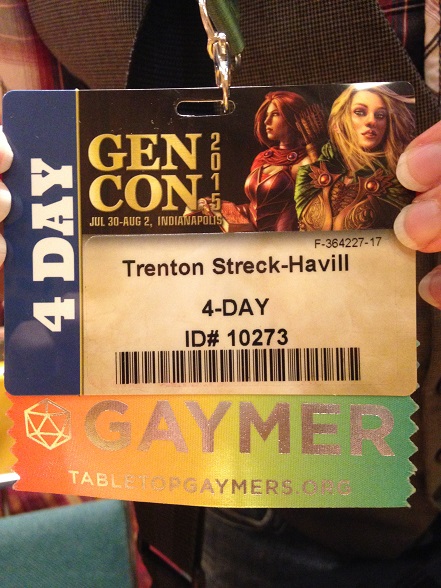 4 DAY
GEN
CON
2015
JUL 30-AUG 2, INDIANAPOLIS
F-364227-17
Trenton Streck-Havill
4-DAY
ID# 10273
GAYMER
TABLETOPGAYMERS.ORG